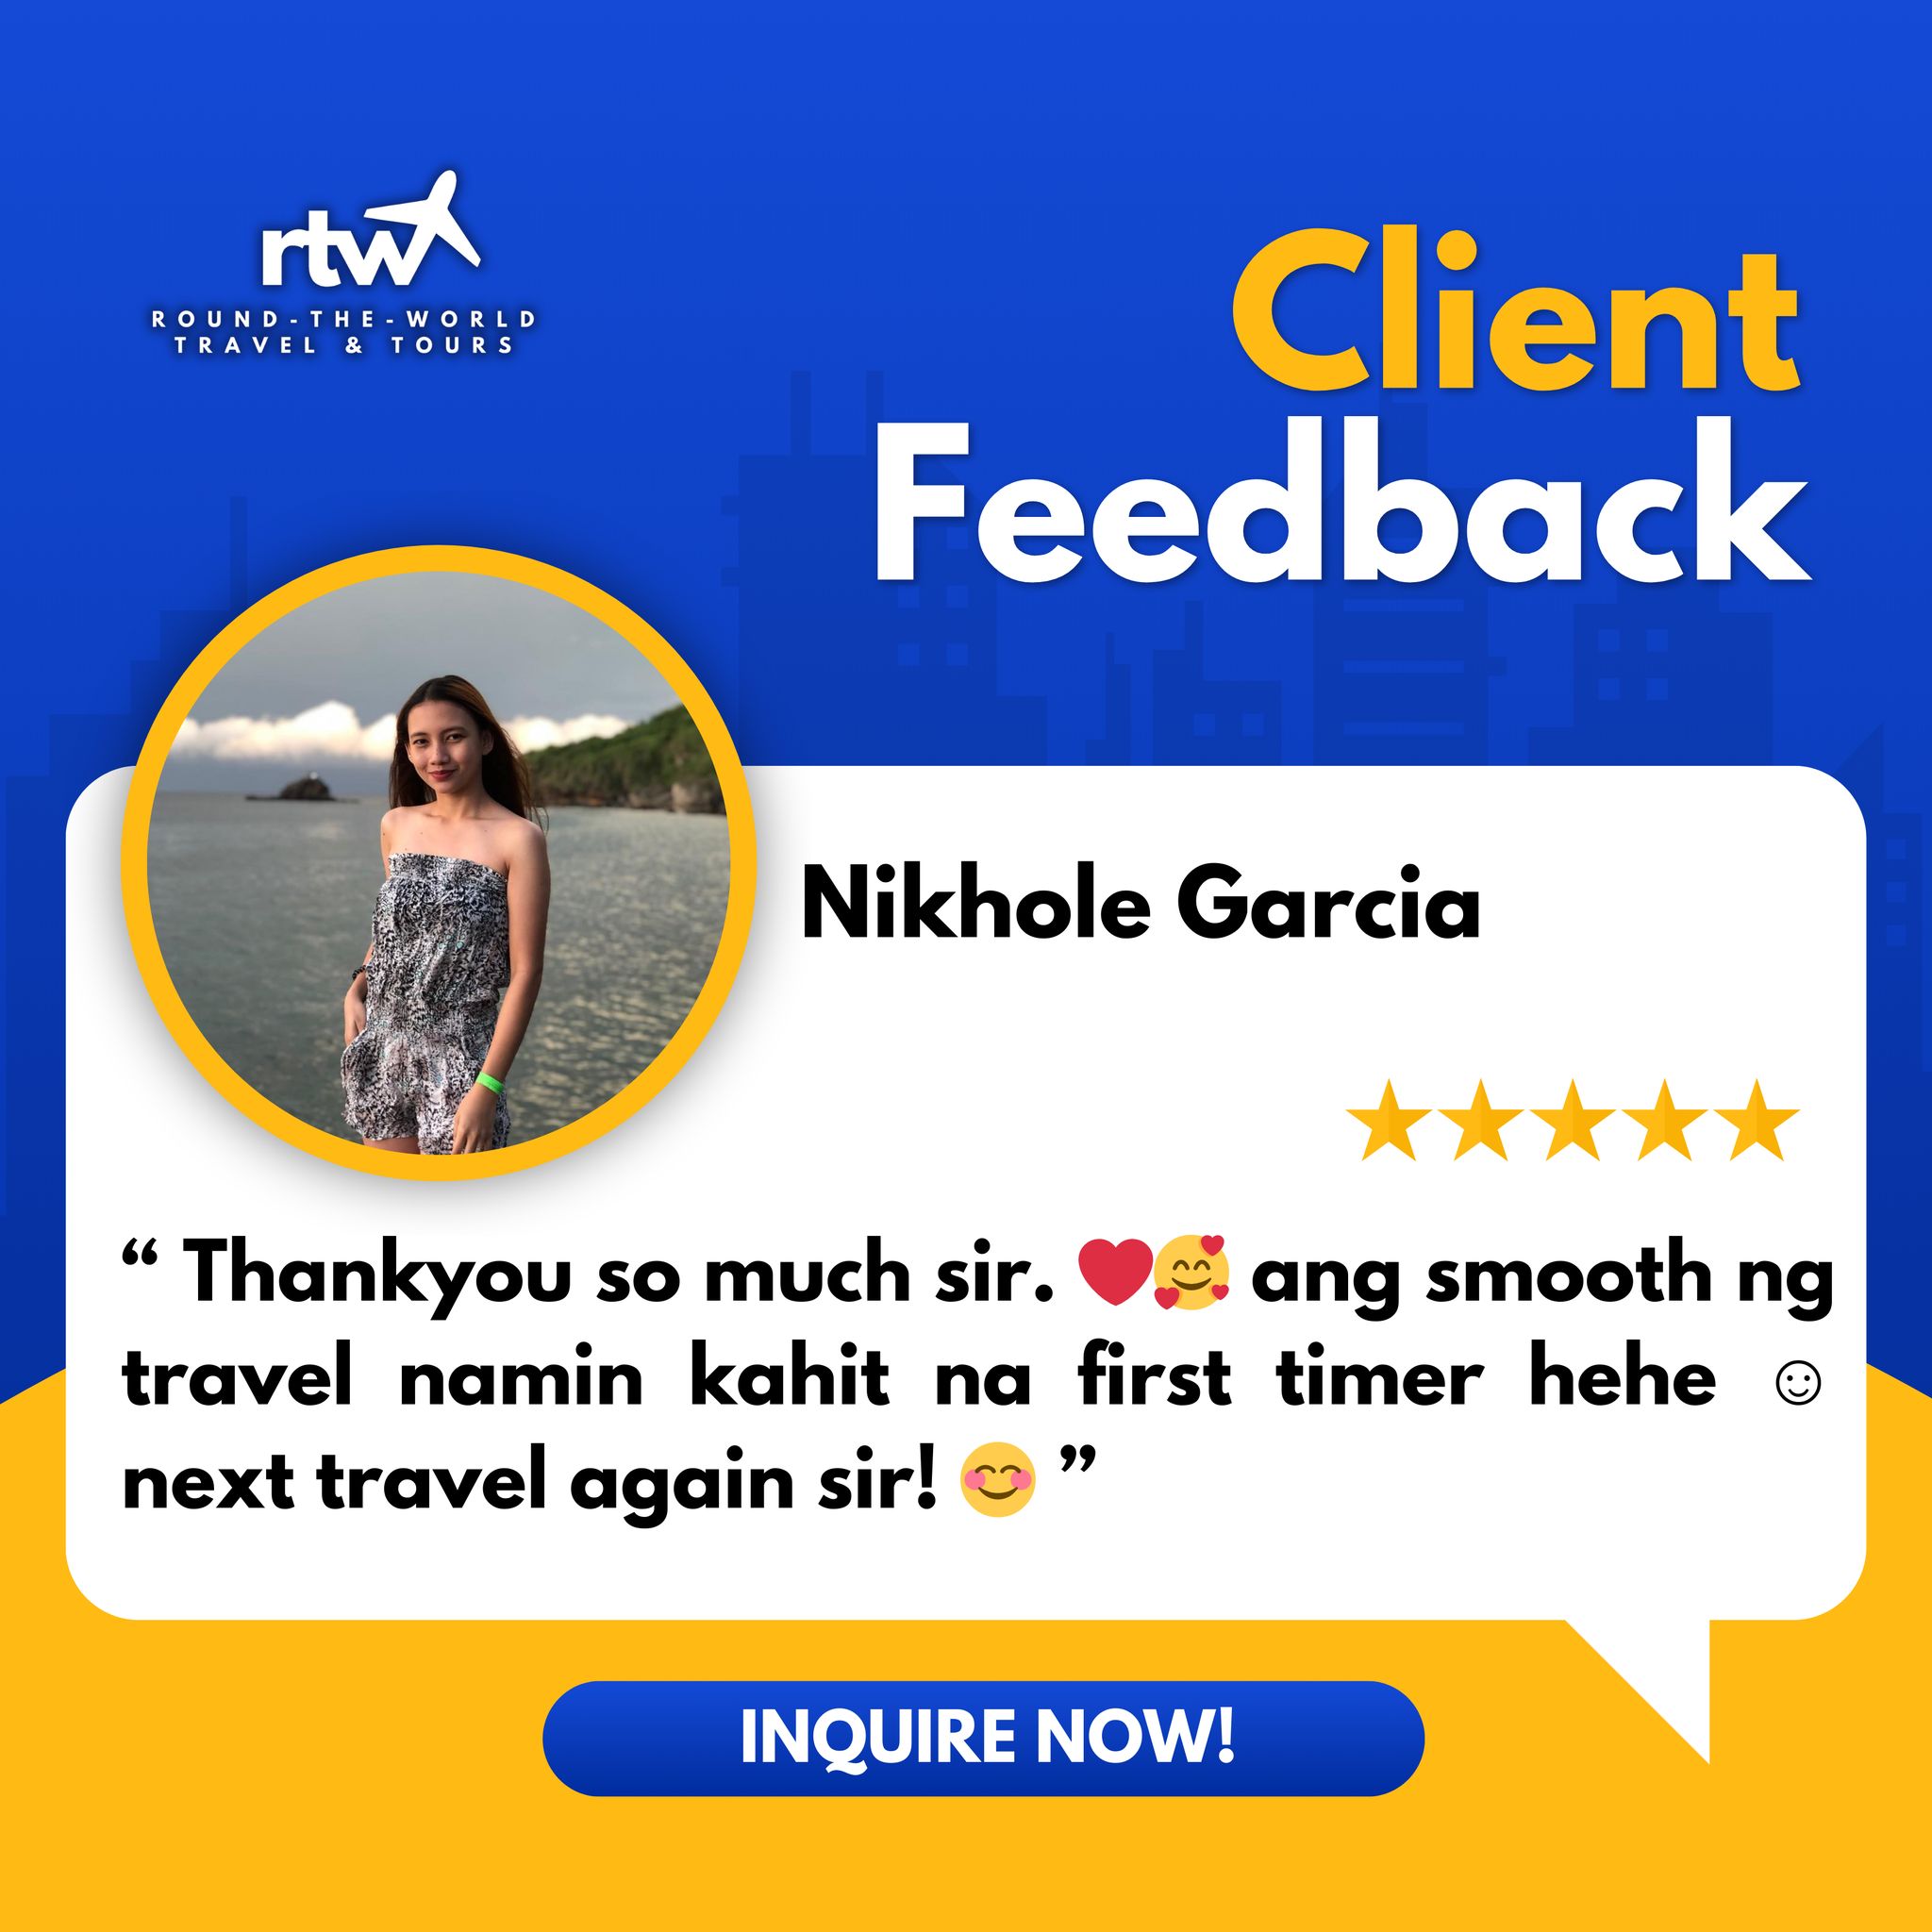 rtw
ROUND-THE-WORLD
TRAVEL & TOURS
Client
Feedback
Nikhole Garcia
“ Thankyou so much sir. ❤️🥰 ang smooth ng
travel namin kahit na first timer hehe ☺
next travel again sir! 😊 ”
INQUIRE NOW!